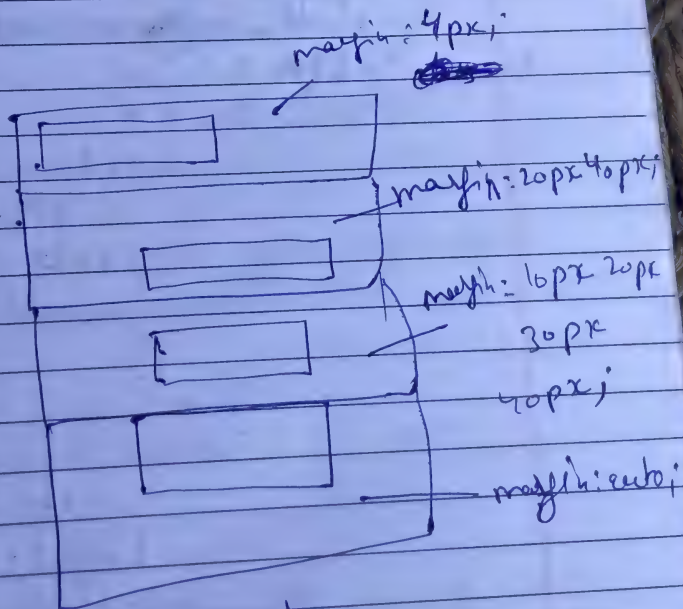 margin: 4px;
margin: 20px 40px;
margin: 10px 20px
30px
40px;
margin: auto;